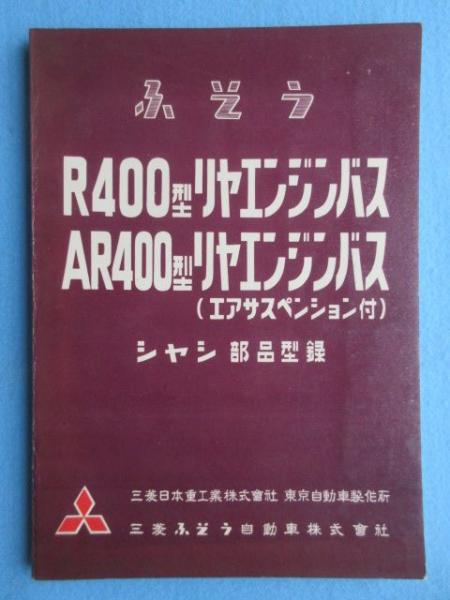 ふそう
R400型リヤエンジンバス
AR400型リヤエンジンバス
(エアサスペンション付)
シヤシ 部品型録
三菱日本重工業株式會社 東京自動車製作所
三菱ふそう自動車株式會社